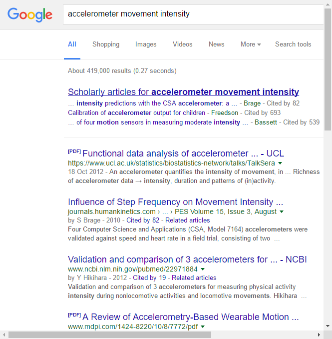 Google accelerometer movement intensity
All Shopping Images Videos News More Search tools
About 419,000 results (0.27 seconds)
Scholarly articles for accelerometer movement intensity
... intensity predictions with the CSA accelerometer: a ... - Brage - Cited by 82
Calibration of accelerometer output for children - Freedson - Cited by 693
... of four motion sensors in measuring moderate intensity ... - Bassett - Cited by 539
[PDF] Functional data analysis of accelerometer ... - UCL
https://www.ucl.ac.uk/statistics/biostatistics-network/talks/TalkSera
18 Oct 2012 - An accelerometer quantifies the intensity of movement, in ... Richness
of accelerometer data → intensity, duration and patterns of (in)activity.
Influence of Step Frequency on Movement Intensity ...
journals.humankinetics.com › ... › PES Volume 15, Issue 3, August
by S Brage - 2010 - Cited by 82 - Related articles
Four Computer Science and Applications (CSA, Model 7164) accelerometers were
validated against speed and heart rate in a field trial. consisting of two ...
Validation and comparison of 3 accelerometers for ... - NCBI
www.ncbi.nlm.nih.gov/pubmed/22971884
by Y Hikihara - 2012 - Cited by 19 - Related articles
Validation and comparison of 3 accelerometers for measuring physical activity
intensity during nonlocomotive activities and locomotive movements. Hikihara ...
[PDF] A Review of Accelerometry-Based Wearable Motion ...
www.mdpi.com/1424-8220/10/8/7772/pdf